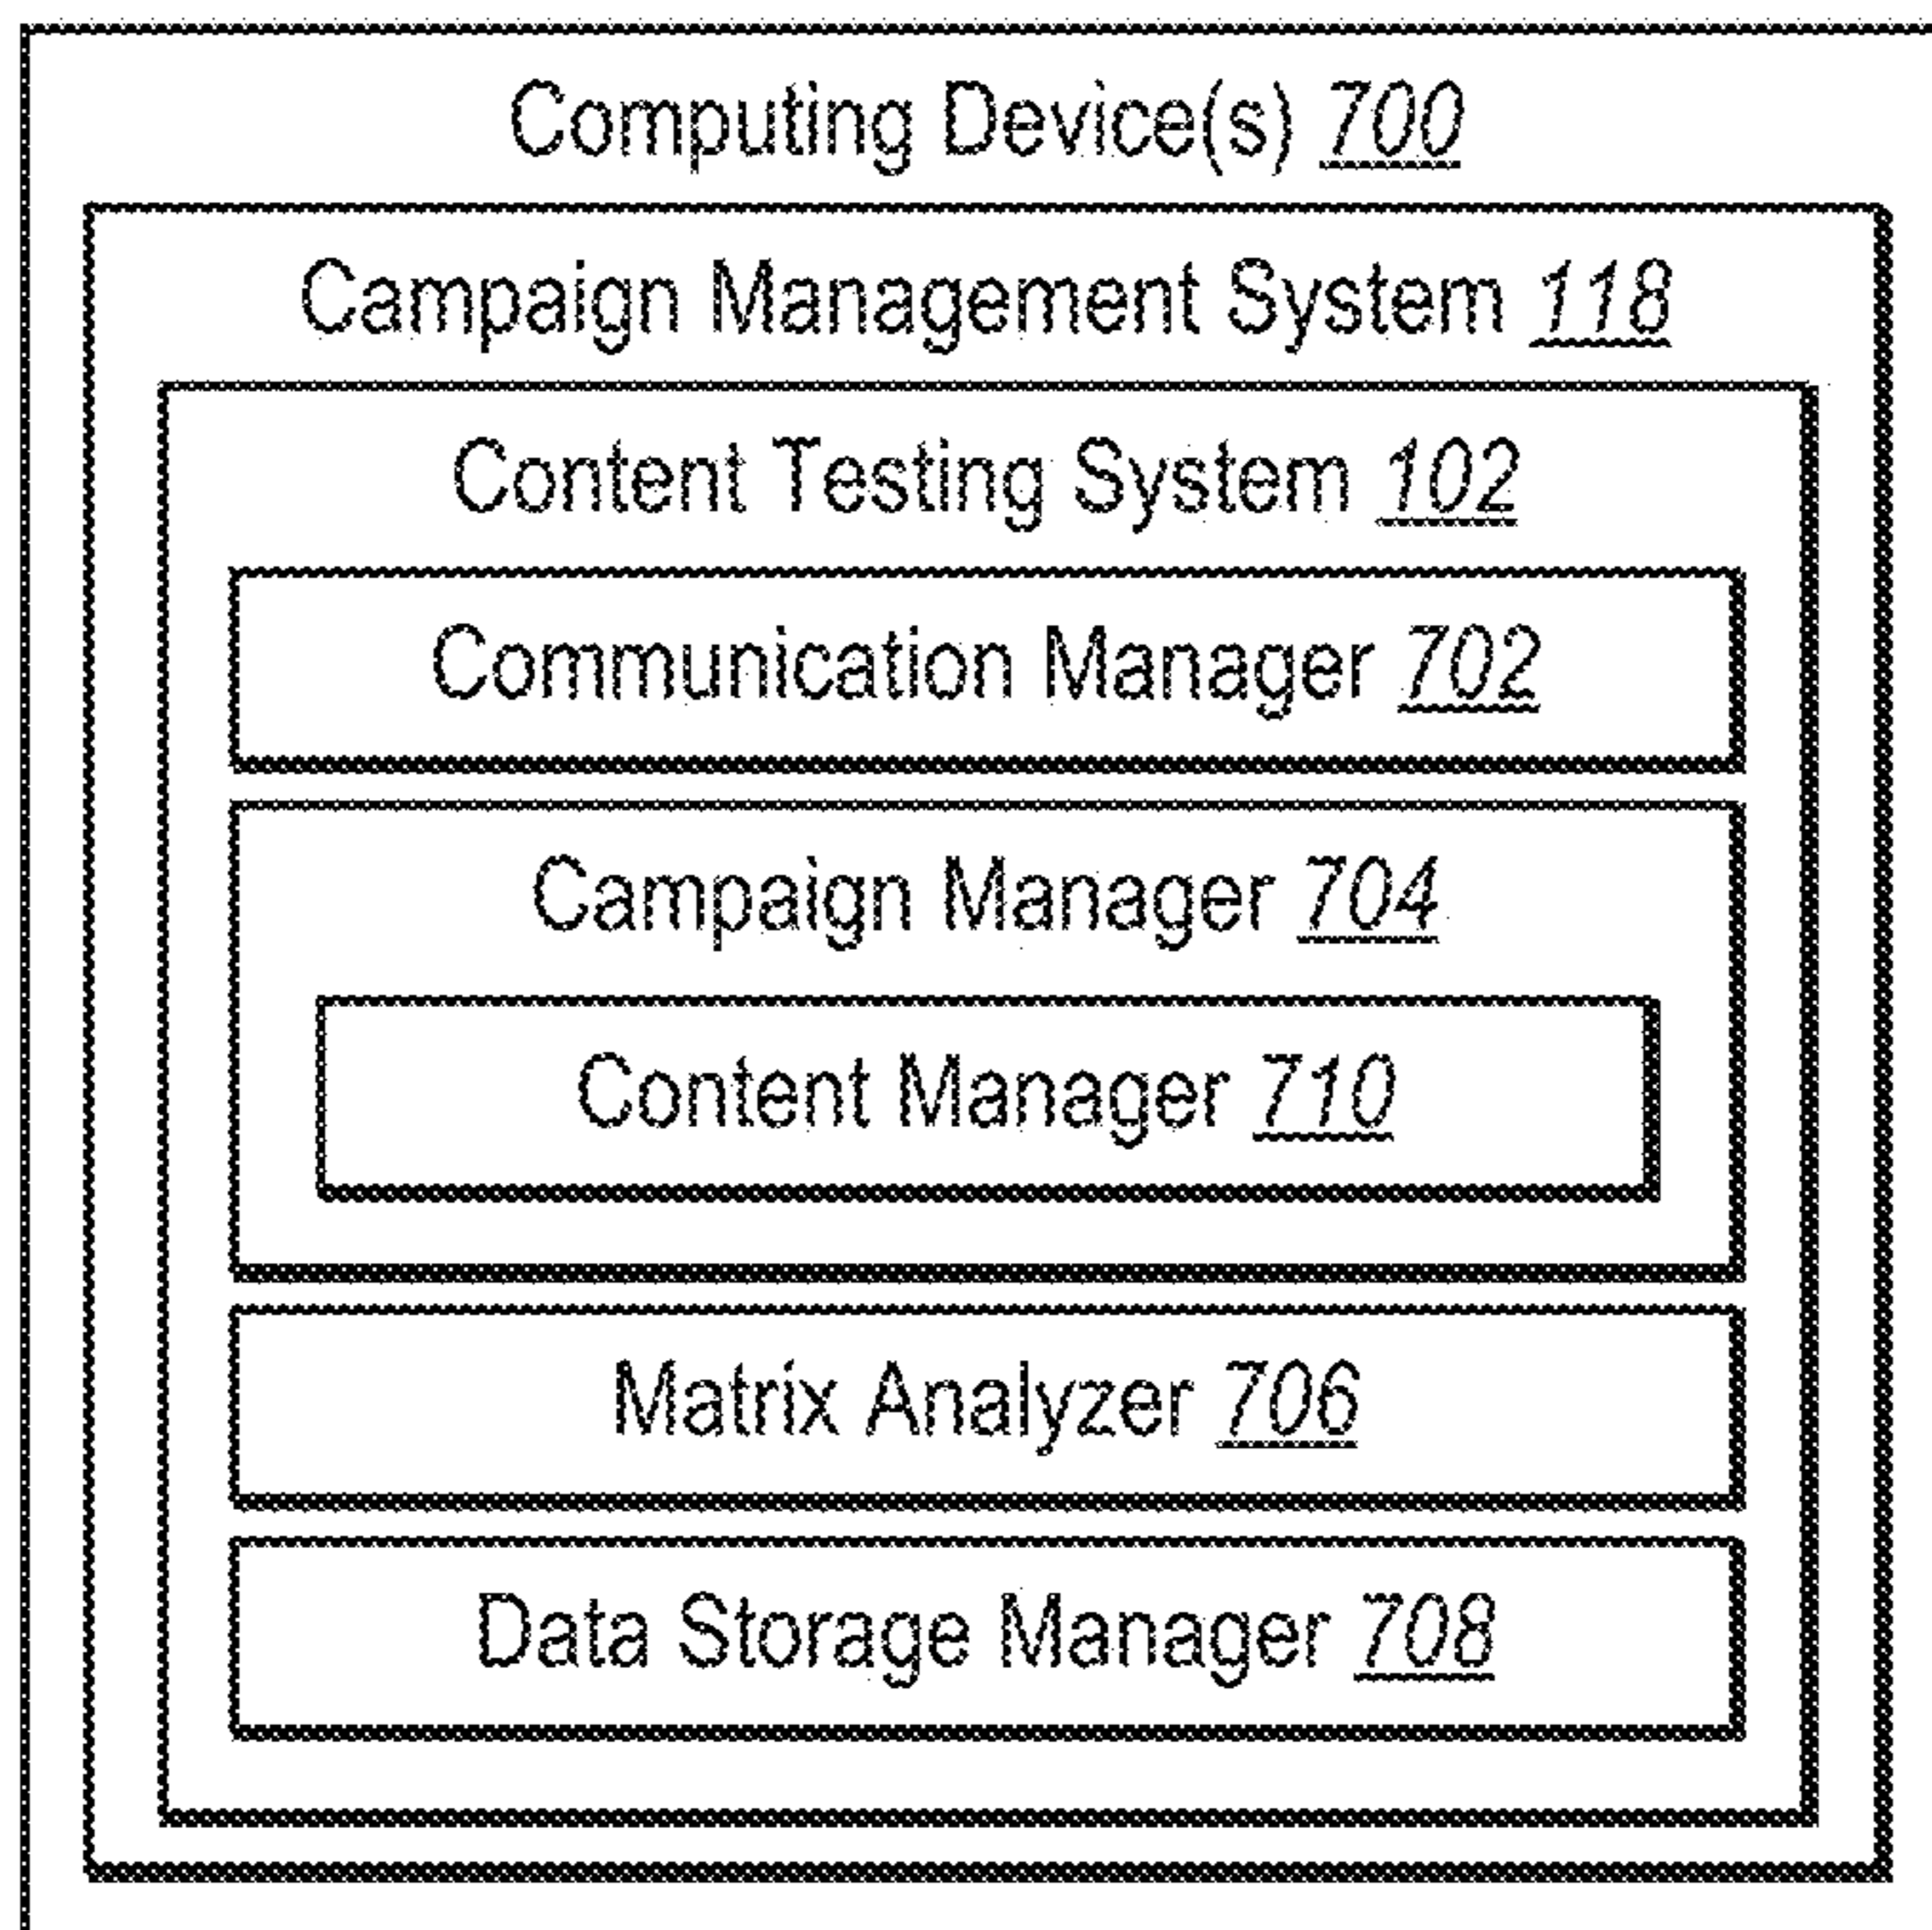 Computing Device(s) 700
Campaign Management System 118
Content Testing System 102
Communication Manager 702
Campaign Manager 704
Content Manager 710
Matrix Analyzer 706
Data Storage Manager 708